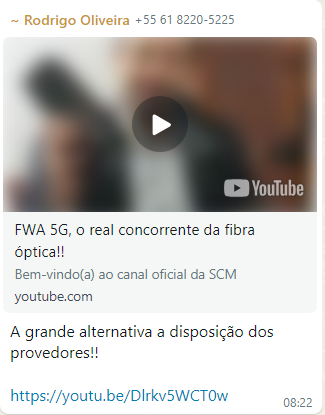 ~ Rodrigo Oliveira +55 61 8220-5225
YouTube
FWA 5G, o real concorrente da fibra
óptica!!
Bem-vindo(a) ao canal oficial da SCM
youtube.com
A grande alternativa a disposição dos
provedores!!
https://youtu.be/Dlrkv5WCT0w
08:22